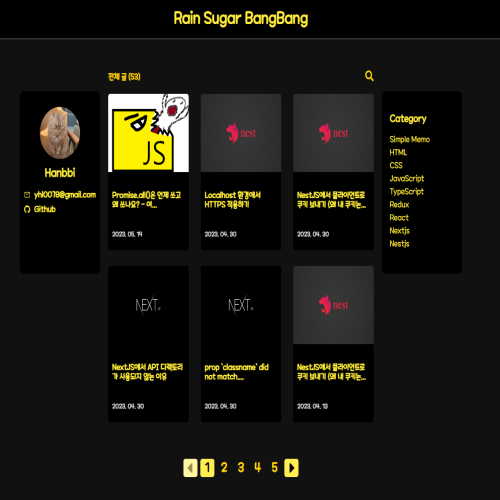 Rain Sugar BangBang
전체 글 (53)
Hanbbi
yhl0078@gmail.com
Github
JS
Promise.all()은 언제 쓰고
왜 쓰나요? - 여...
2023. 05. 19
nest
Localhost 환경에서
HTTPS 적용하기
2023. 04. 30
nest
NestJS에서 클라이언트로
쿠키 보내기 (왜 내 쿠키는...
2023. 04. 30
NEXT.JS
NextJS에서 API 디렉토리
가 사용되지 않는 이유
2023. 04. 30
NEXT.JS
prop `classname` did
not match....
2023. 04. 30
nest
NestJS에서 클라이언트로
쿠키 보내기 (왜 내 쿠키는...
2023. 04. 13
Category
Simple Memo
HTML
CSS
JavaScript
TypeScript
Redux
React
Nextjs
Nestjs
1 2 3 4 5